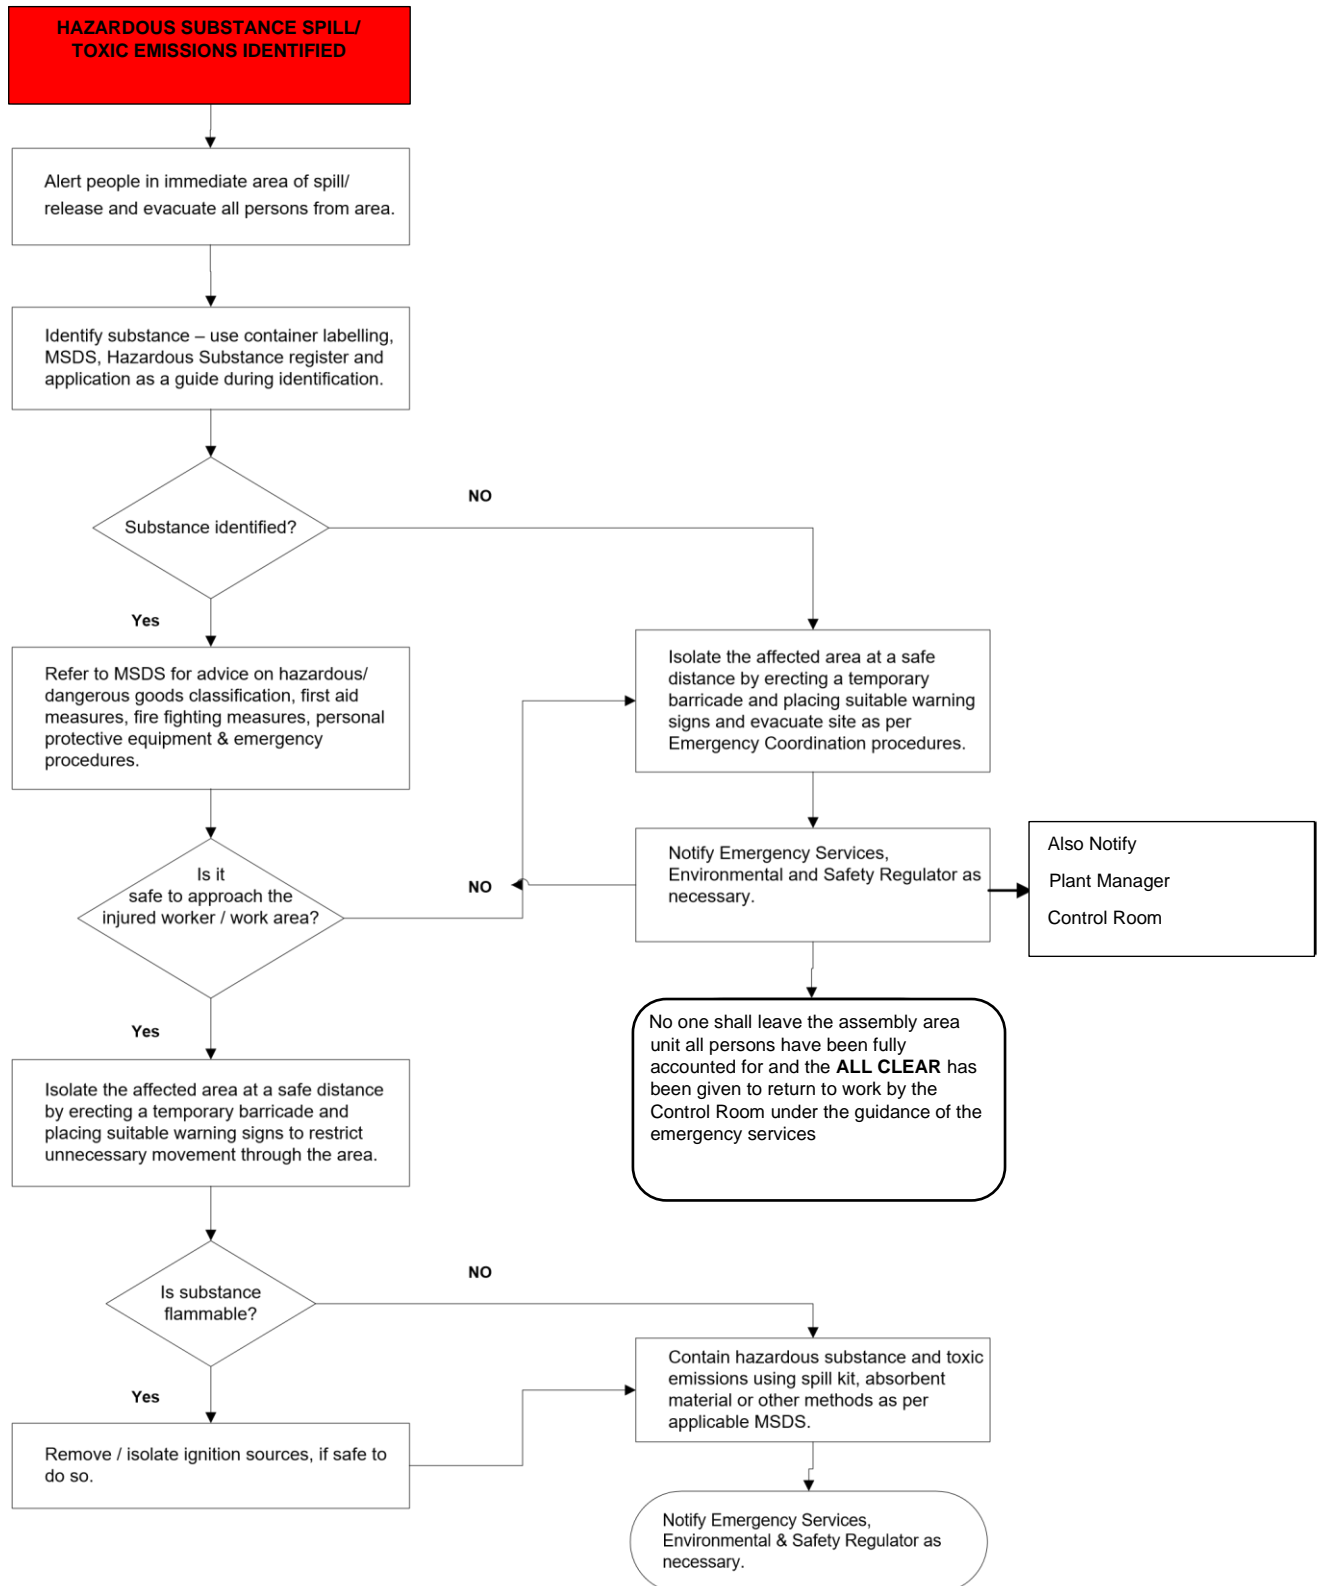 HAZARDOUS SUBSTANCE SPILL/
TOXIC EMISSIONS IDENTIFIED
Alert people in immediate area of spill/
release and evacuate all persons from area.
Identify substance – use container labelling,
MSDS, Hazardous Substance register and
application as a guide during identification.
Substance identified?
NO
Yes
Refer to MSDS for advice on hazardous/
dangerous goods classification, first aid
measures, fire fighting measures, personal
protective equipment & emergency
procedures.
Isolate the affected area at a safe
distance by erecting a temporary
barricade and placing suitable warning
signs and evacuate site as per
Emergency Coordination procedures.
Is it
safe to approach the
injured worker / work area?
NO
Notify Emergency Services,
Environmental and Safety Regulator as
necessary.
Also Notify
Plant Manager
Control Room
Yes
No one shall leave the assembly area
unit all persons have been fully
accounted for and the ALL CLEAR has
been given to return to work by the
Control Room under the guidance of the
emergency services
Isolate the affected area at a safe distance
by erecting a temporary barricade and
placing suitable warning signs to restrict
unnecessary movement through the area.
Is substance
flammable?
NO
Yes
Contain hazardous substance and toxic
emissions using spill kit, absorbent
material or other methods as per
applicable MSDS.
Remove / isolate ignition sources, if safe to
do so.
Notify Emergency Services,
Environmental & Safety Regulator as
necessary.